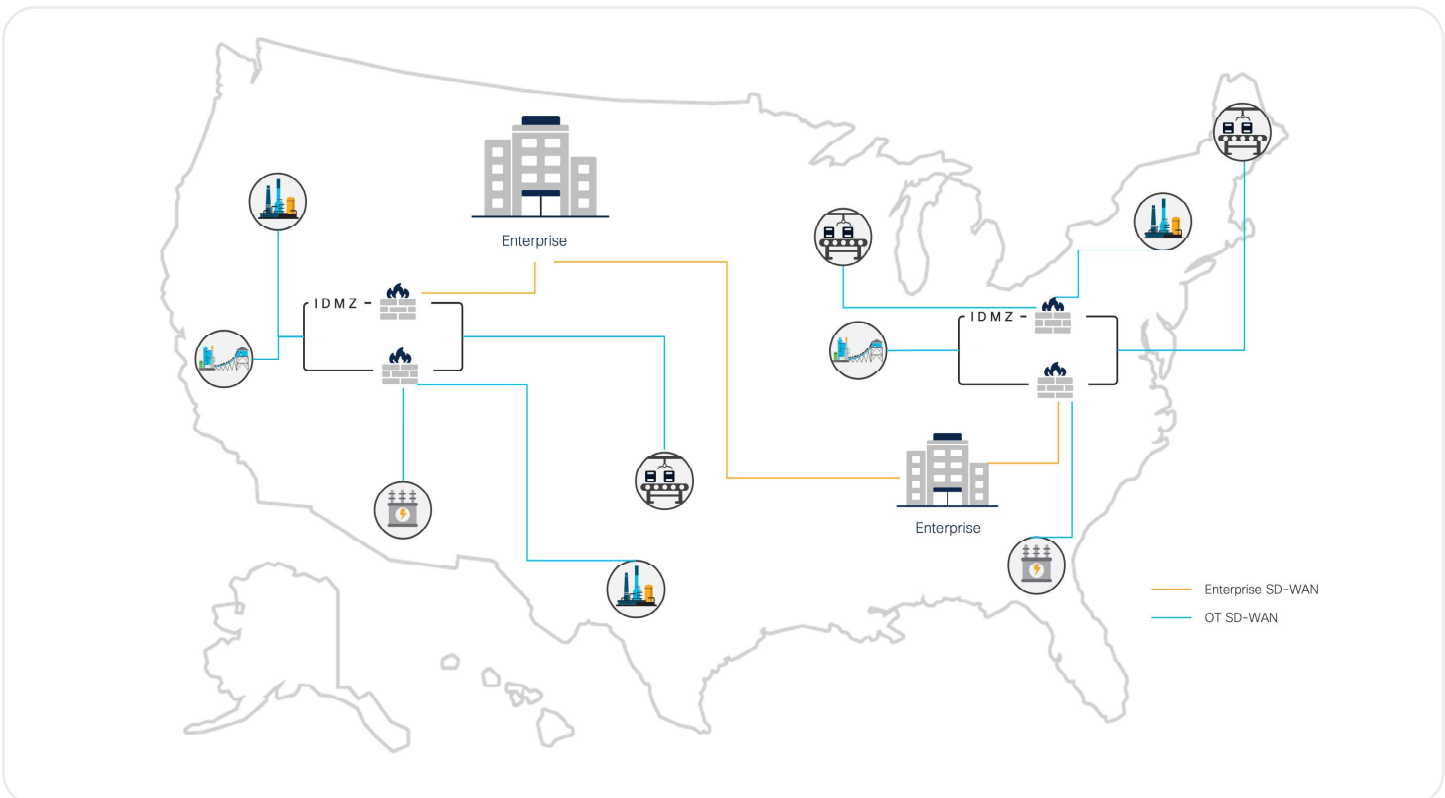 Enterprise
IDMZ
IDMZ
Enterprise
Enterprise SD-WAN
OT SD-WAN